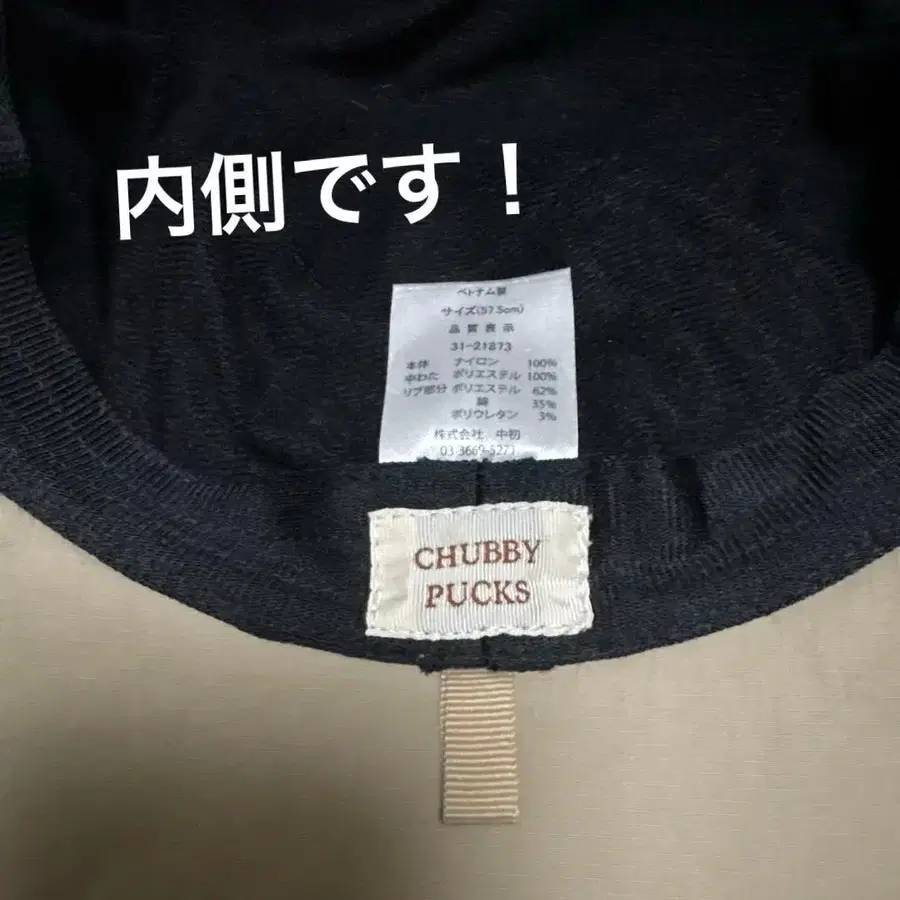 内側です！
ベトナム製
サイズ(57.5cm)
品質表示
31-21873
本体 ナイロン 100%
中わた ポリエステル 100%
リブ部分 ポリエステル 62%
綿 35%
ポリウレタン 3%
株式会社 中初
03 3669-5271
CHUBBY
PUCKS